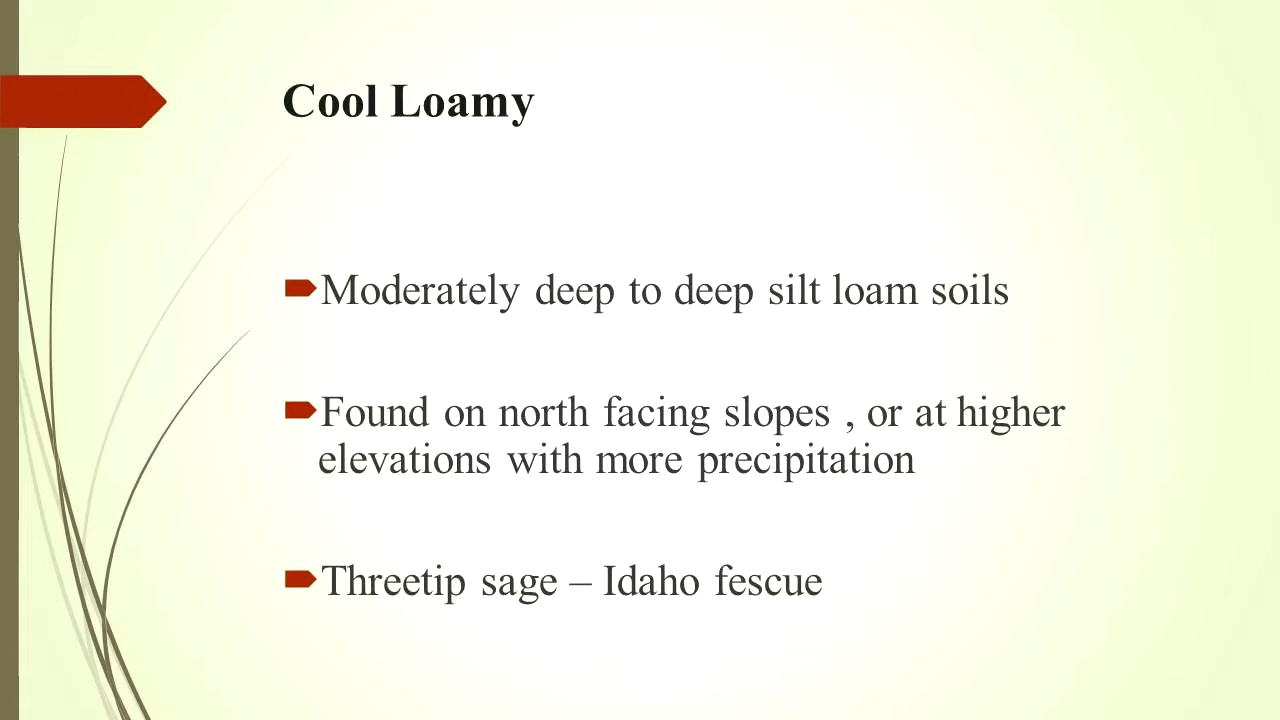 Cool Loamy
Moderately deep to deep silt loam soils
Found on north facing slopes , or at higher
elevations with more precipitation
Threetip sage – Idaho fescue